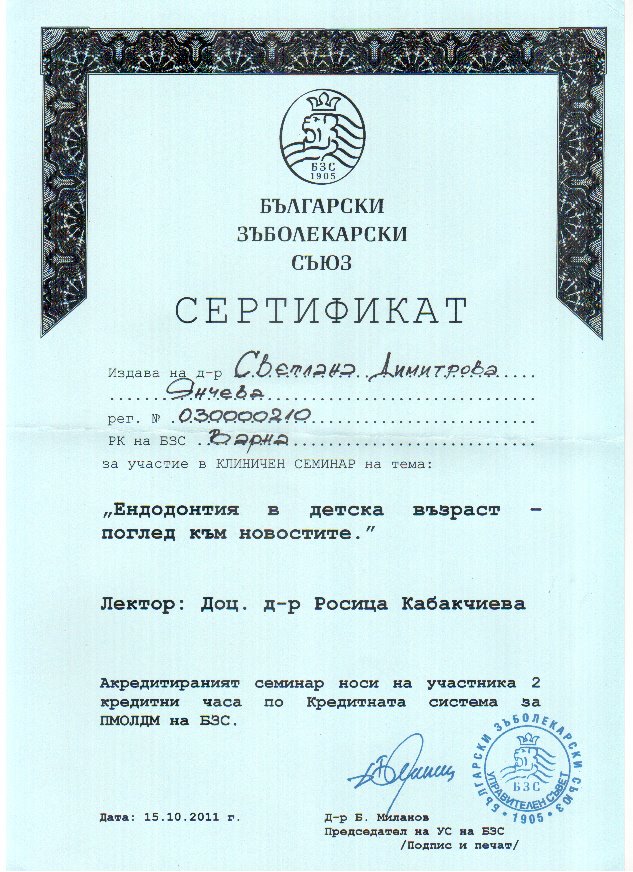 БЗС
1905
БЪЛГАРСКИ
ЗЪБОЛЕКАРСКИ
СЪЮЗ
СЕРТИФИКАТ
Издава на д-р Светлана Димитрова
Янчева
рег. № 030000210
РК на БЗС Варна
за участие в КЛИНИЧЕН СЕМИНАР на тема:
„Ендодонтия в детска възраст –
поглед към новостите.”
Лектор: Доц. д-р Росица Кабакчиева
Акредитираният семинар носи на участника 2
кредитни часа по Кредитната система за
ПМОЛДМ на БЗС.
БЪЛГАРСКИ ЗЪБОЛЕКАРСКИ СЪЮЗ
БЗС
УПРАВИТЕЛЕН СЪВЕТ
• 1905 •
Дата: 15.10.2011 г.
Д-р Б. Миланов
Председател на УС на БЗС
/Подпис и печат/